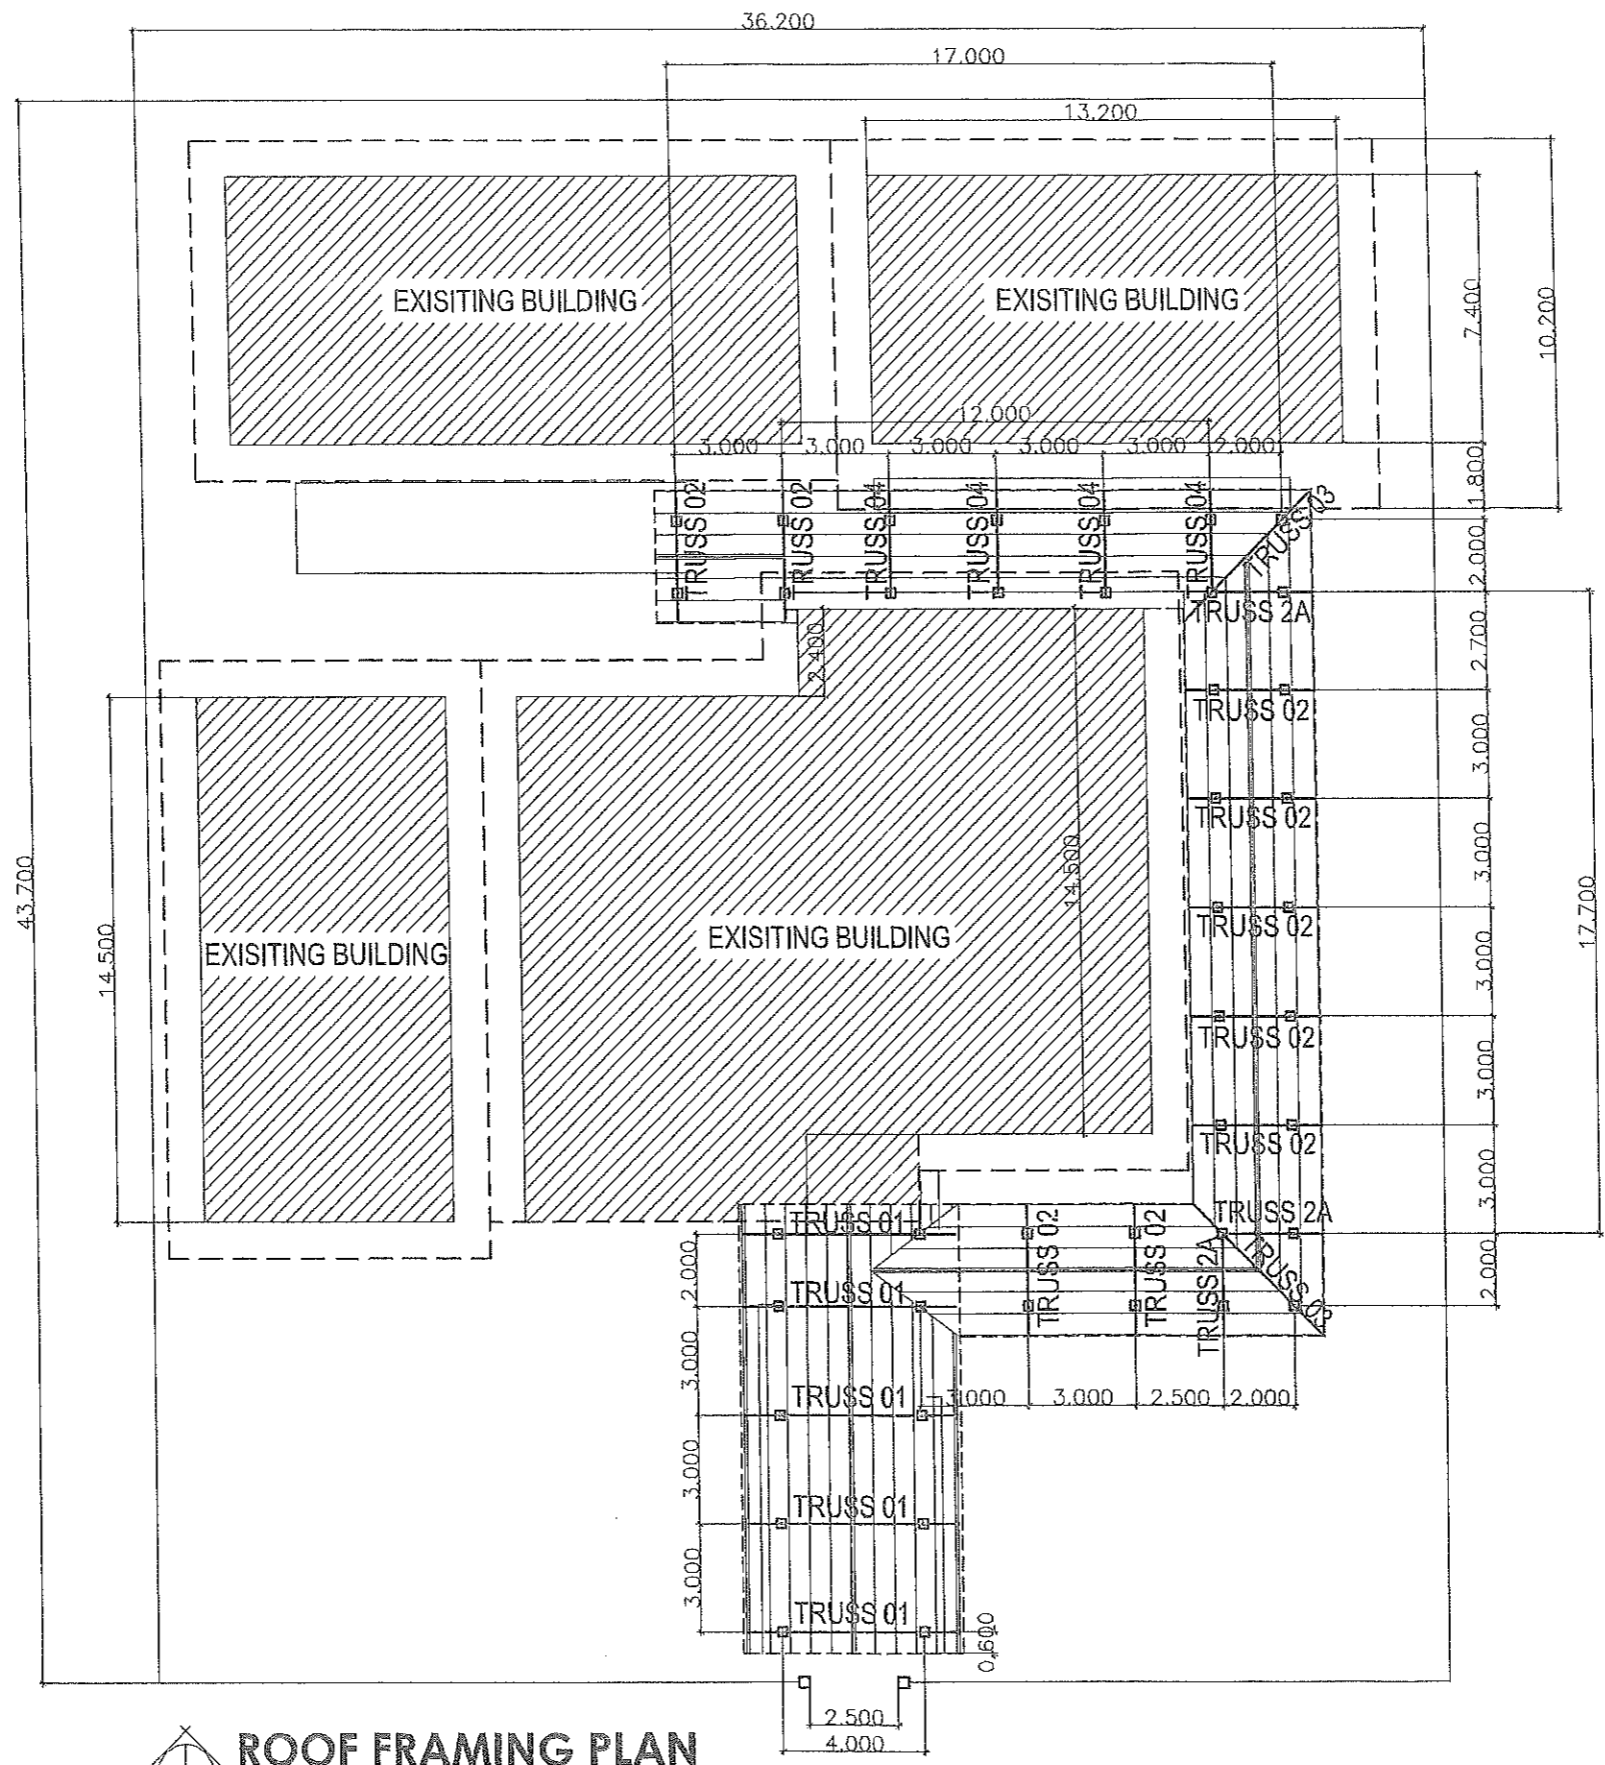 36.200
17.000
13.200
EXISITING BUILDING
EXISITING BUILDING
7.400
10.200
12.000
3.000
3.000
3.000
3.000
3.000
2.000
1.800
TRUSS 02
TRUSS 02
TRUSS 04
TRUSS 04
TRUSS 04
TRUSS 04
TRUSS 03
2.000
TRUSS 2A
2.400
2.700
TRUSS 02
3.000
TRUSS 02
43.700
14.500
14.500
3.000
17.700
TRUSS 02
EXISITING BUILDING
EXISITING BUILDING
3.000
TRUSS 02
3.000
TRUSS 02
3.000
TRUSS 2A
TRUSS 01
TRUSS 02
TRUSS 02
TRUSS 2A
TRUSS 03
2.000
2.000
TRUSS 01
3.000
TRUSS 01
3.000
3.000
2.500
2.000
3.000
TRUSS 01
3.000
TRUSS 01
0.600
2.500
4.000
ROOF FRAMING PLAN